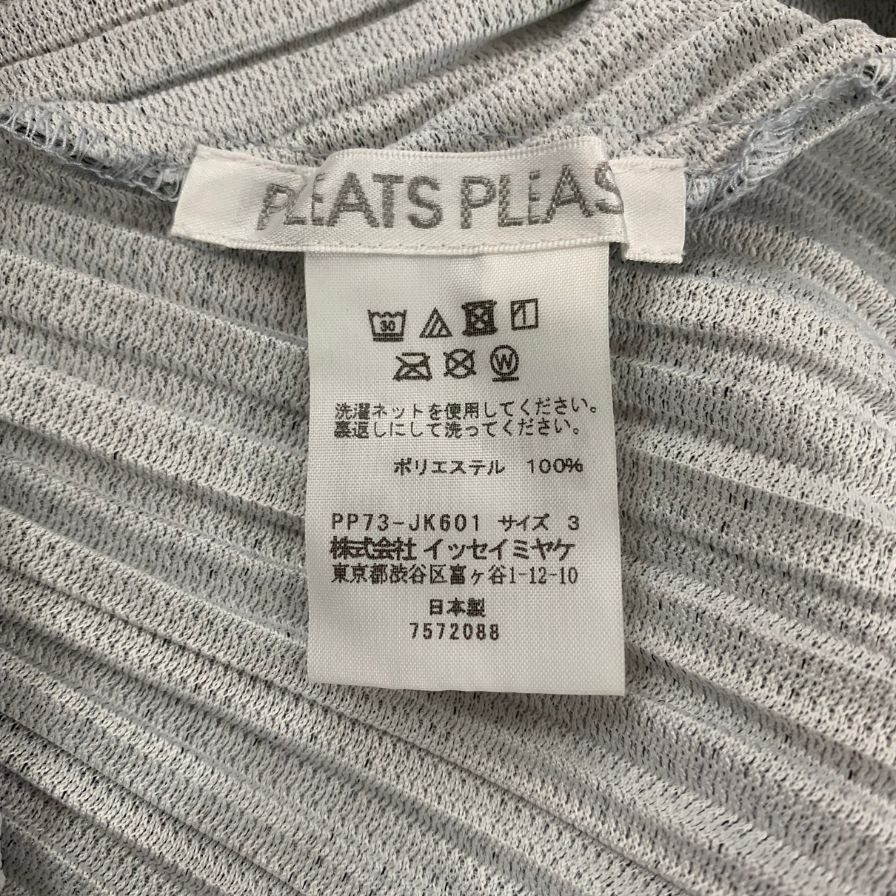 PLEATS PLEAS
30
W
洗濯ネットを使用してください。
裏返しにして洗ってください。
ポリエステル 100%
PP73-JK601 サイズ 3
株式会社 イッセイミヤケ
東京都渋谷区富ヶ谷1-12-10
日本製
7572088